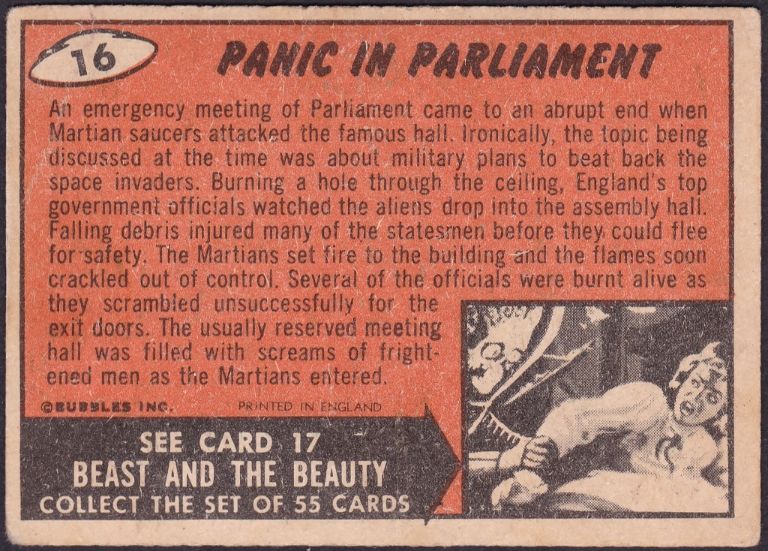 16
PANIC IN PARLIAMENT
An emergency meeting of Parliament came to an abrupt end when
Martian saucers attacked the famous hall. Ironically, the topic being
discussed at the time was about military plans to beat back the
space invaders. Burning a hole through the ceiling, England's top
government officials watched the aliens drop into the assembly hall.
Falling debris injured many of the statesmen before they could flee
for safety. The Martians set fire to the building and the flames soon
crackled out of control. Several of the officials were burnt alive as
they scrambled unsuccessfully for the
exit doors. The usually reserved meeting
hall was filled with screams of fright-
ened men as the Martians entered.
©BUBBLES INC. PRINTED IN ENGLAND
SEE CARD 17
BEAST AND THE BEAUTY
COLLECT THE SET OF 55 CARDS